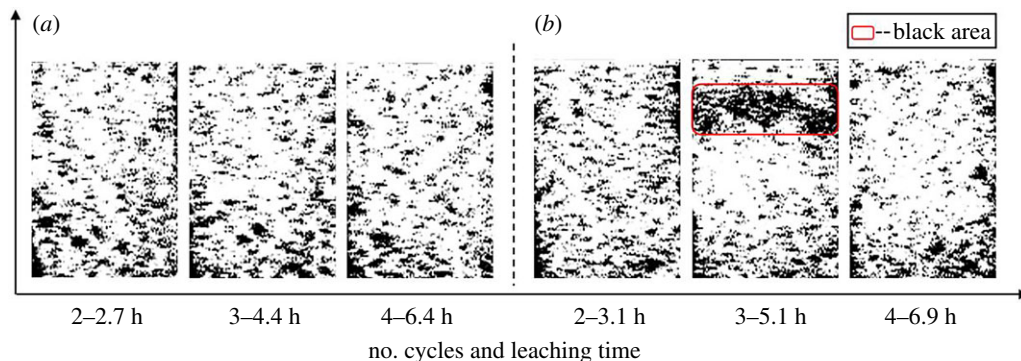 (a)
(b)
--black area
2–2.7 h
3–4.4 h
4–6.4 h
2–3.1 h
3–5.1 h
4–6.9 h
no. cycles and leaching time